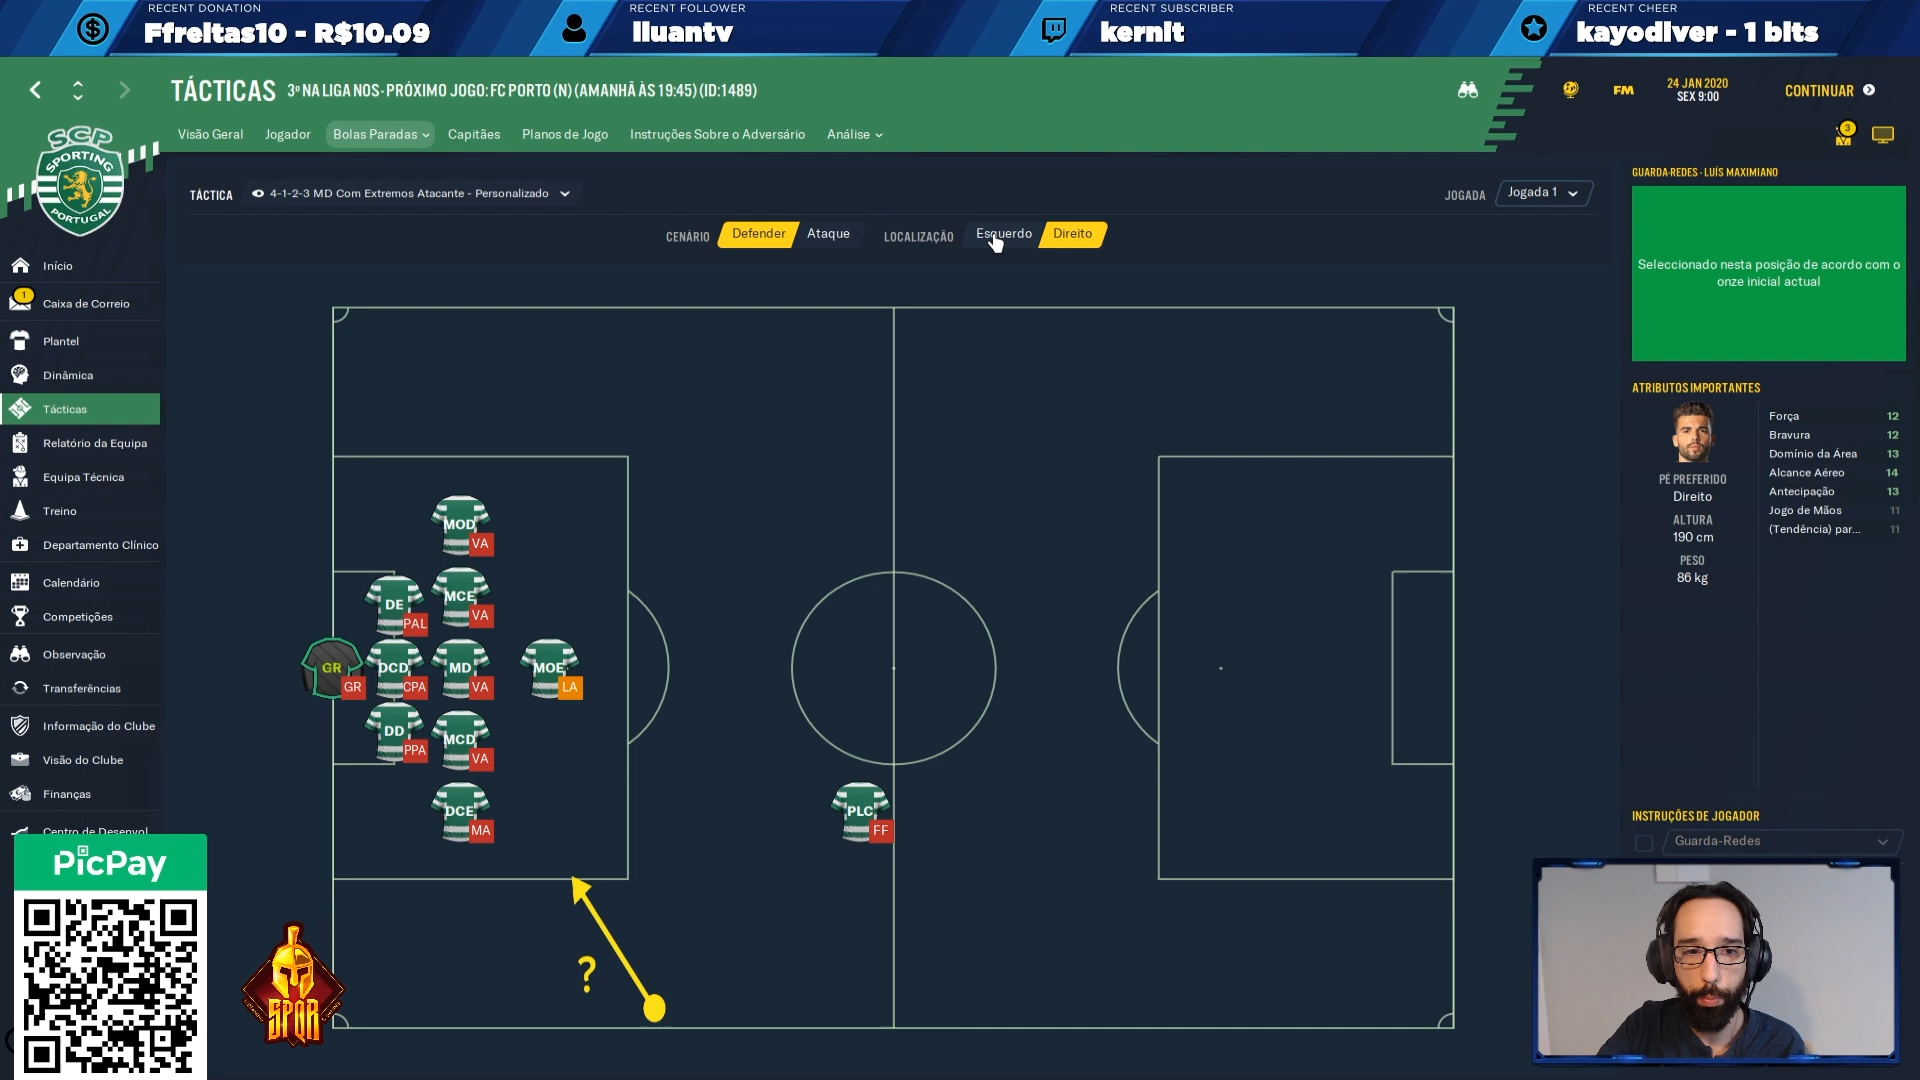 RECENT DONATION
Ffreitas10 - R$10.09
RECENT FOLLOWER
lluantv
RECENT SUBSCRIBER
kernit
RECENT CHEER
kayodiver - 1 bits
TÁCTICAS
3º NA LIGA NOS - PRÓXIMO JOGO: FC PORTO (N) (AMANHÃ ÀS 19:45) (ID:1489)
FM
24 JAN 2020
SEX 9:00
CONTINUAR
Visão Geral
Jogador
Bolas Paradas
Capitães
Planos de Jogo
Instruções Sobre o Adversário
Análise
3
SCP
SPORTING
PORTUGAL
TÁCTICA
4-1-2-3 MD Com Extremos Atacante - Personalizado
JOGADA
Jogada 1
CENÁRIO
Defender
Ataque
LOCALIZAÇÃO
Esquerdo
Direito
Início
1
Caixa de Correio
Plantel
Dinâmica
Tácticas
Relatório da Equipa
Equipa Técnica
Treino
Departamento Clínico
Calendário
Competições
Observação
Transferências
Informação do Clube
Visão do Clube
Finanças
Centro de Desenvol
MOD
VA
DE
PAL
MCE
VA
GR
GR
DCD
CPA
MD
VA
MOE
LA
DD
PPA
MCD
VA
DCE
MA
PLC
FF
?
GUARDA-REDES - LUÍS MAXIMIANO
Seleccionado nesta posição de acordo com o
onze inicial actual
ATRIBUTOS IMPORTANTES
PÉ PREFERIDO
Direito
ALTURA
190 cm
PESO
86 kg
Força 12
Bravura 12
Domínio da Área 13
Alcance Aéreo 14
Antecipação 13
Jogo de Mãos 11
(Tendência) par... 11
INSTRUÇÕES DE JOGADOR
Guarda-Redes
PicPay
SPQR